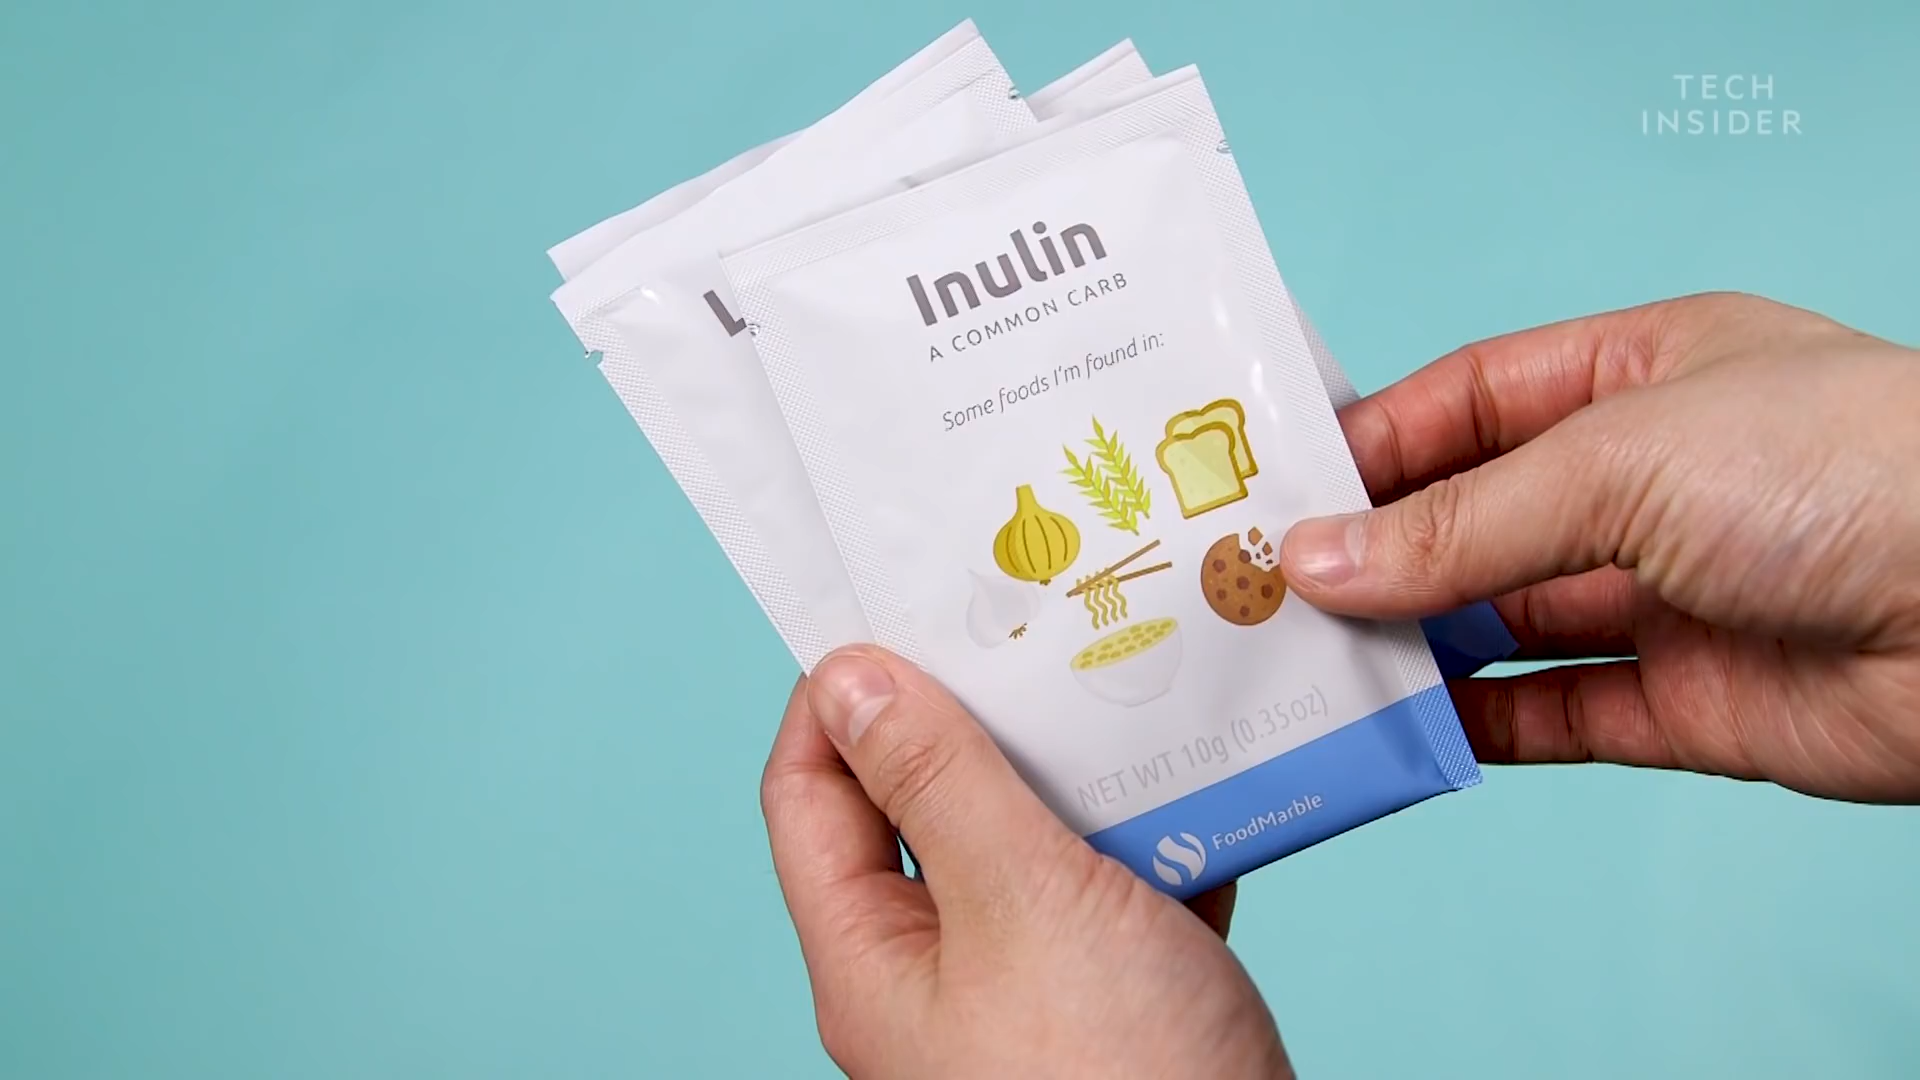 TECH
INSIDER
Inulin
A COMMON CARB
Some foods I'm found in:
NET WT 10g (0.35oz)
FoodMarble